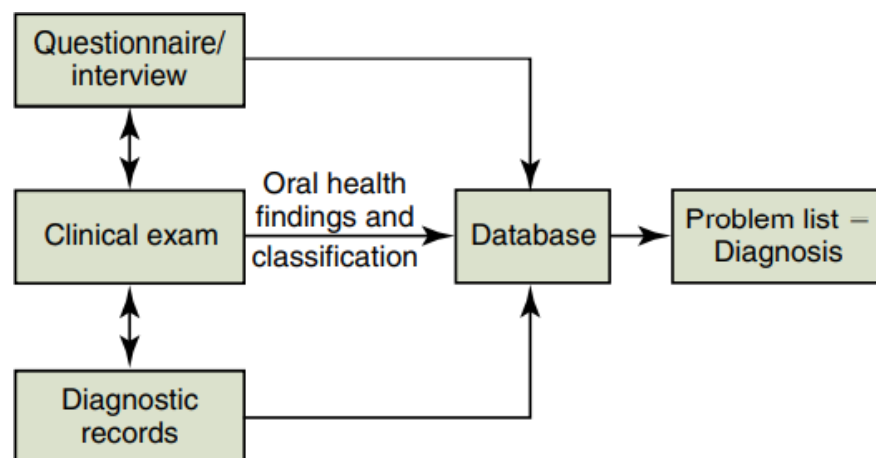 Questionnaire/
interview
Oral health
findings and
classification
Clinical exam
Database
Problem list =
Diagnosis
Diagnostic
records